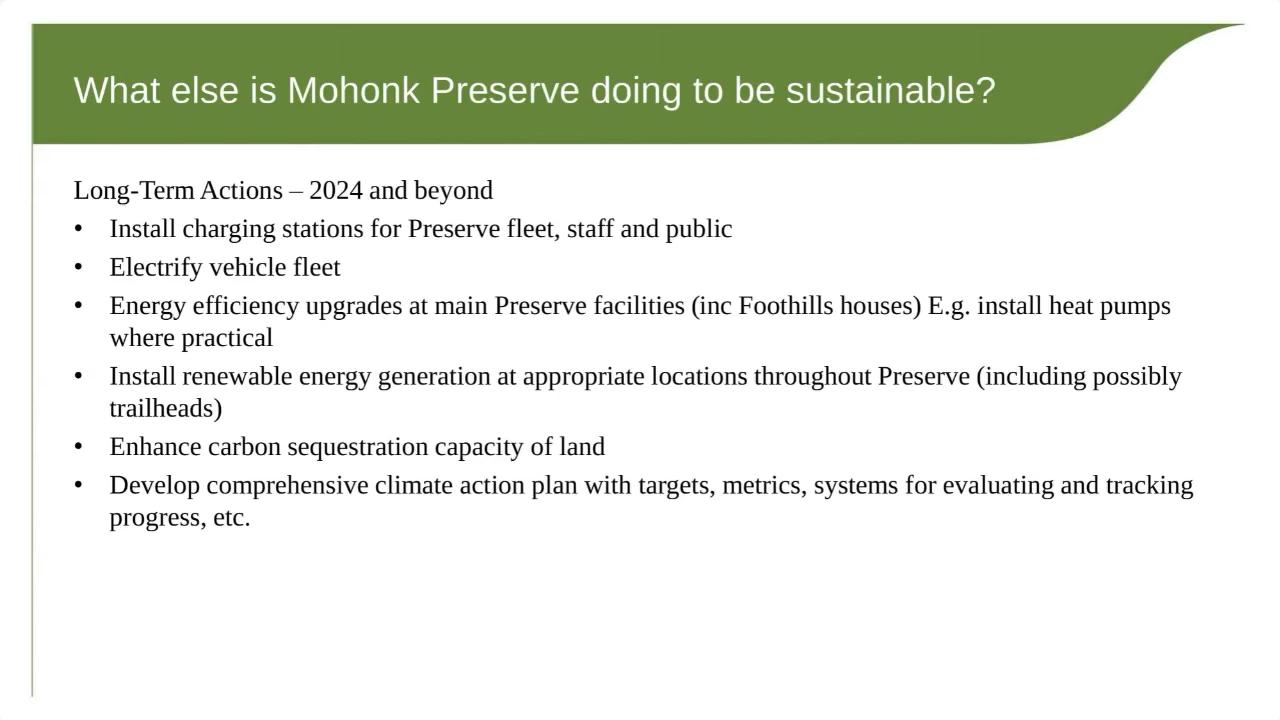 What else is Mohonk Preserve doing to be sustainable?
Long-Term Actions – 2024 and beyond
• Install charging stations for Preserve fleet, staff and public
• Electrify vehicle fleet
• Energy efficiency upgrades at main Preserve facilities (inc Foothills houses) E.g. install heat pumps
where practical
• Install renewable energy generation at appropriate locations throughout Preserve (including possibly
trailheads)
• Enhance carbon sequestration capacity of land
• Develop comprehensive climate action plan with targets, metrics, systems for evaluating and tracking
progress, etc.